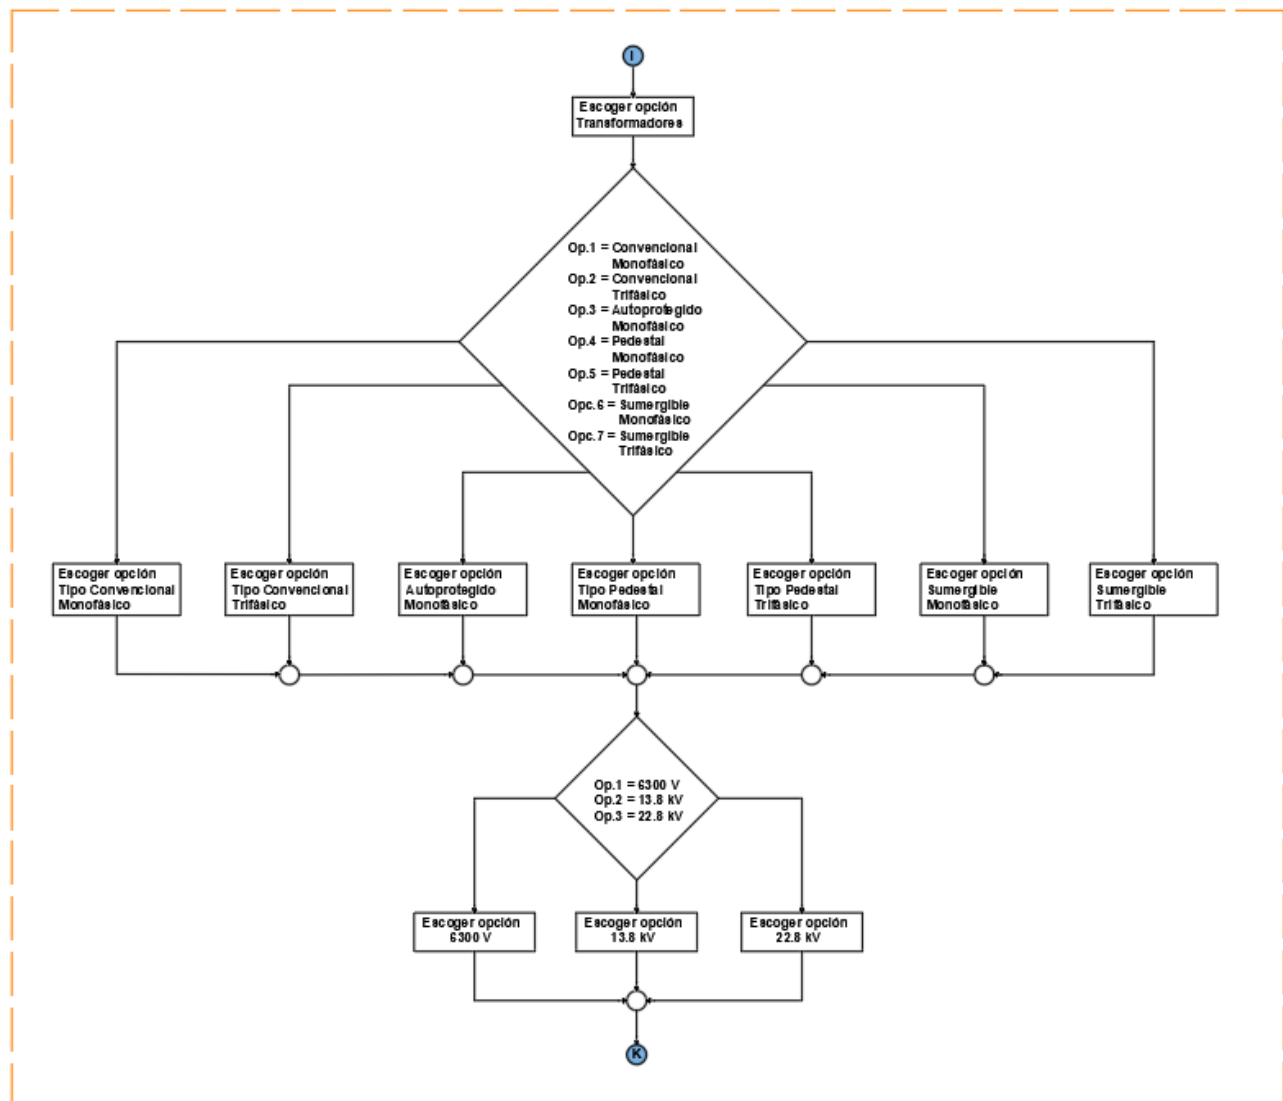 I
Escoger opción
Transformadores
Op.1 = Convencional
Monofásico
Op.2 = Convencional
Trifásico
Op.3 = Autoprotegido
Monofásico
Op.4 = Pedestal
Monofásico
Op.5 = Pedestal
Trifásico
Opc.6 = Sumergible
Monofásico
Opc.7 = Sumergible
Trifásico
Escoger opción
Tipo Convencional
Monofásico
Escoger opción
Tipo Convencional
Trifásico
Escoger opción
Autoprotegido
Monofásico
Escoger opción
Tipo Pedestal
Monofásico
Escoger opción
Tipo Pedestal
Trifásico
Escoger opción
Sumergible
Monofásico
Escoger opción
Sumergible
Trifásico
Op.1 = 6300 V
Op.2 = 13.8 kV
Op.3 = 22.8 kV
Escoger opción
6300 V
Escoger opción
13.8 kV
Escoger opción
22.8 kV
K